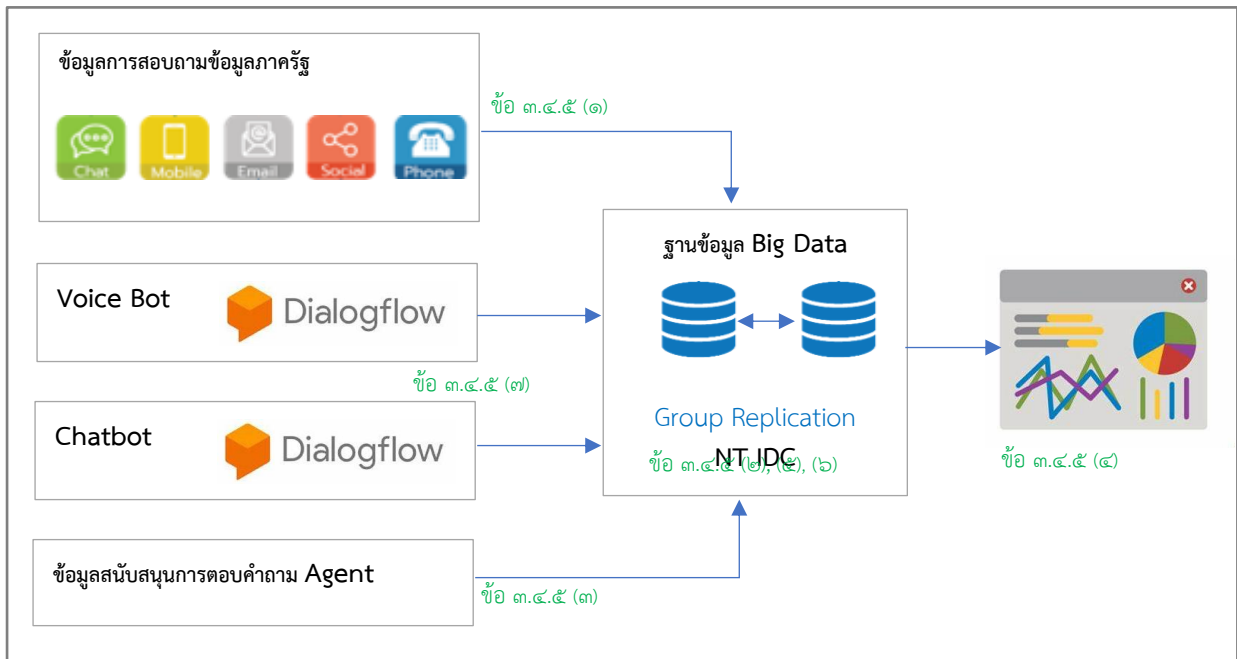 ข้อมูลการสอบถามข้อมูลภาครัฐ
Chat
Mobile
Email
Social
Phone
ข้อ ๓.๔.๕ (๑)
Voice Bot
Dialogflow
ข้อ ๓.๔.๕ (๗)
Chatbot
Dialogflow
ข้อมูลสนับสนุนการตอบคำถาม Agent
ข้อ ๓.๔.๕ (๓)
ฐานข้อมูล Big Data
Group Replication
NT IDC
ข้อ ๓.๔.๕ (๒), (๕), (๖)
ข้อ ๓.๔.๕ (๔)